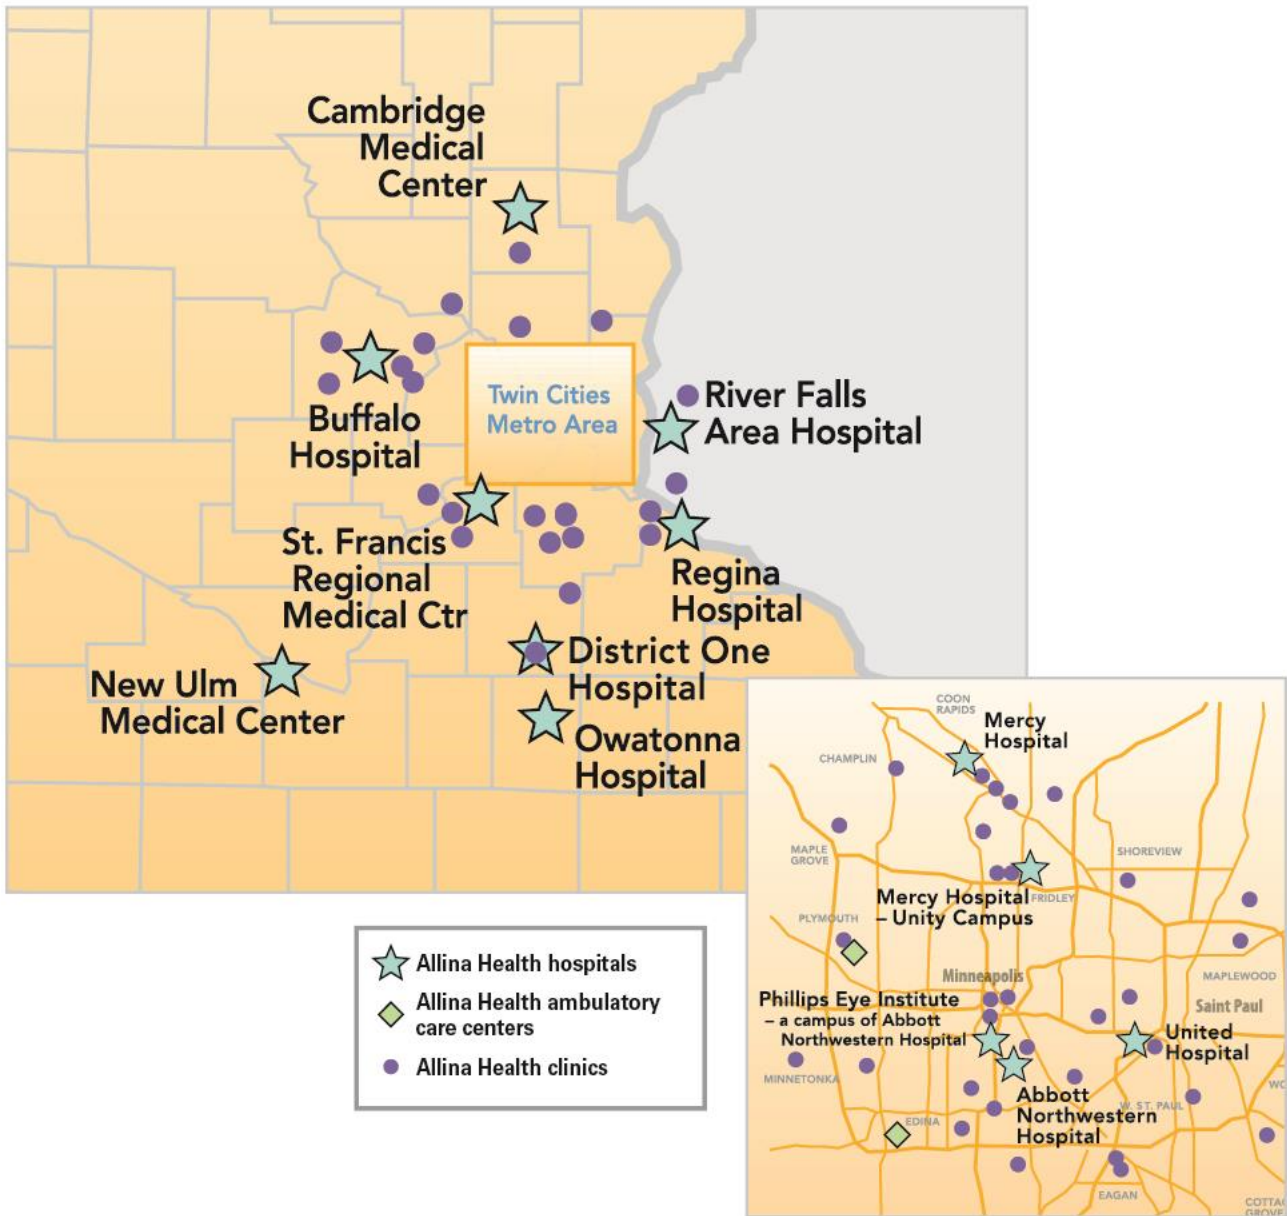 Cambridge
Medical
Center
Twin Cities
Metro Area
River Falls
Area Hospital
Buffalo
Hospital
St. Francis
Regional
Medical Ctr
Regina
Hospital
District One
Hospital
New Ulm
Medical Center
Owatonna
Hospital
COON
RAPIDS
Mercy
Hospital
CHAMPLIN
MAPLE
GROVE
SHOREVIEW
Mercy Hospital
– Unity Campus
FRIDLEY
PLYMOUTH
Minneapolis
MAPLEWOOD
Phillips Eye Institute
– a campus of Abbott
Northwestern Hospital
Saint Paul
United
Hospital
MINNETONKA
WO
Abbott
Northwestern
Hospital
W. ST. PAUL
EDINA
EAGAN
COTTA
GROVE
Allina Health hospitals
Allina Health ambulatory
care centers
Allina Health clinics